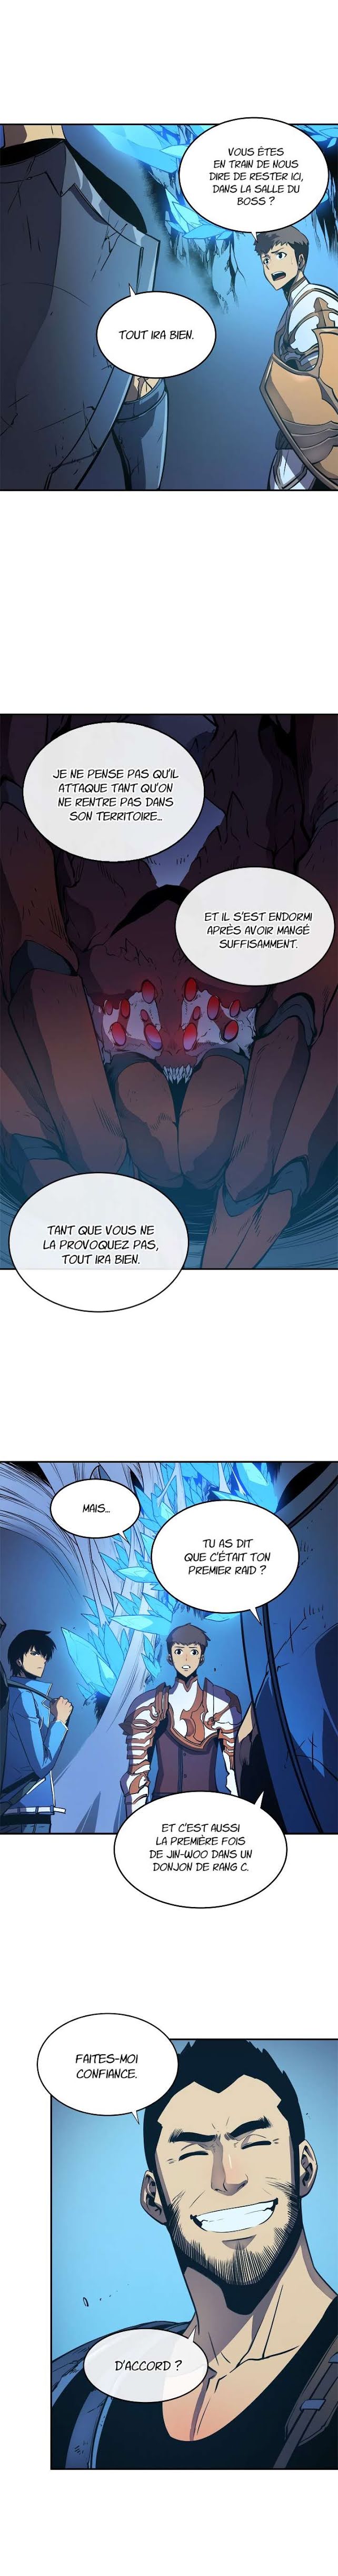 VOUS ÊTES
EN TRAIN DE NOUS
DIRE DE RESTER ICI,
DANS LA SALLE DU
BOSS ?
TOUT IRA BIEN.
JE NE PENSE PAS QU'IL
ATTAQUE TANT QU'ON
NE RENTRE PAS DANS
SON TERRITOIRE...
ET IL S'EST ENDORMI
APRÈS AVOIR MANGÉ
SUFFISAMMENT.
TANT QUE VOUS NE
LA PROVOQUEZ PAS,
TOUT IRA BIEN.
MAIS...
TU AS DIT
QUE C'ÉTAIT TON
PREMIER RAID ?
ET C'EST AUSSI
LA PREMIÈRE FOIS
DE JIN-WOO DANS UN
DONJON DE RANG C.
FAITES-MOI
CONFIANCE.
D'ACCORD ?